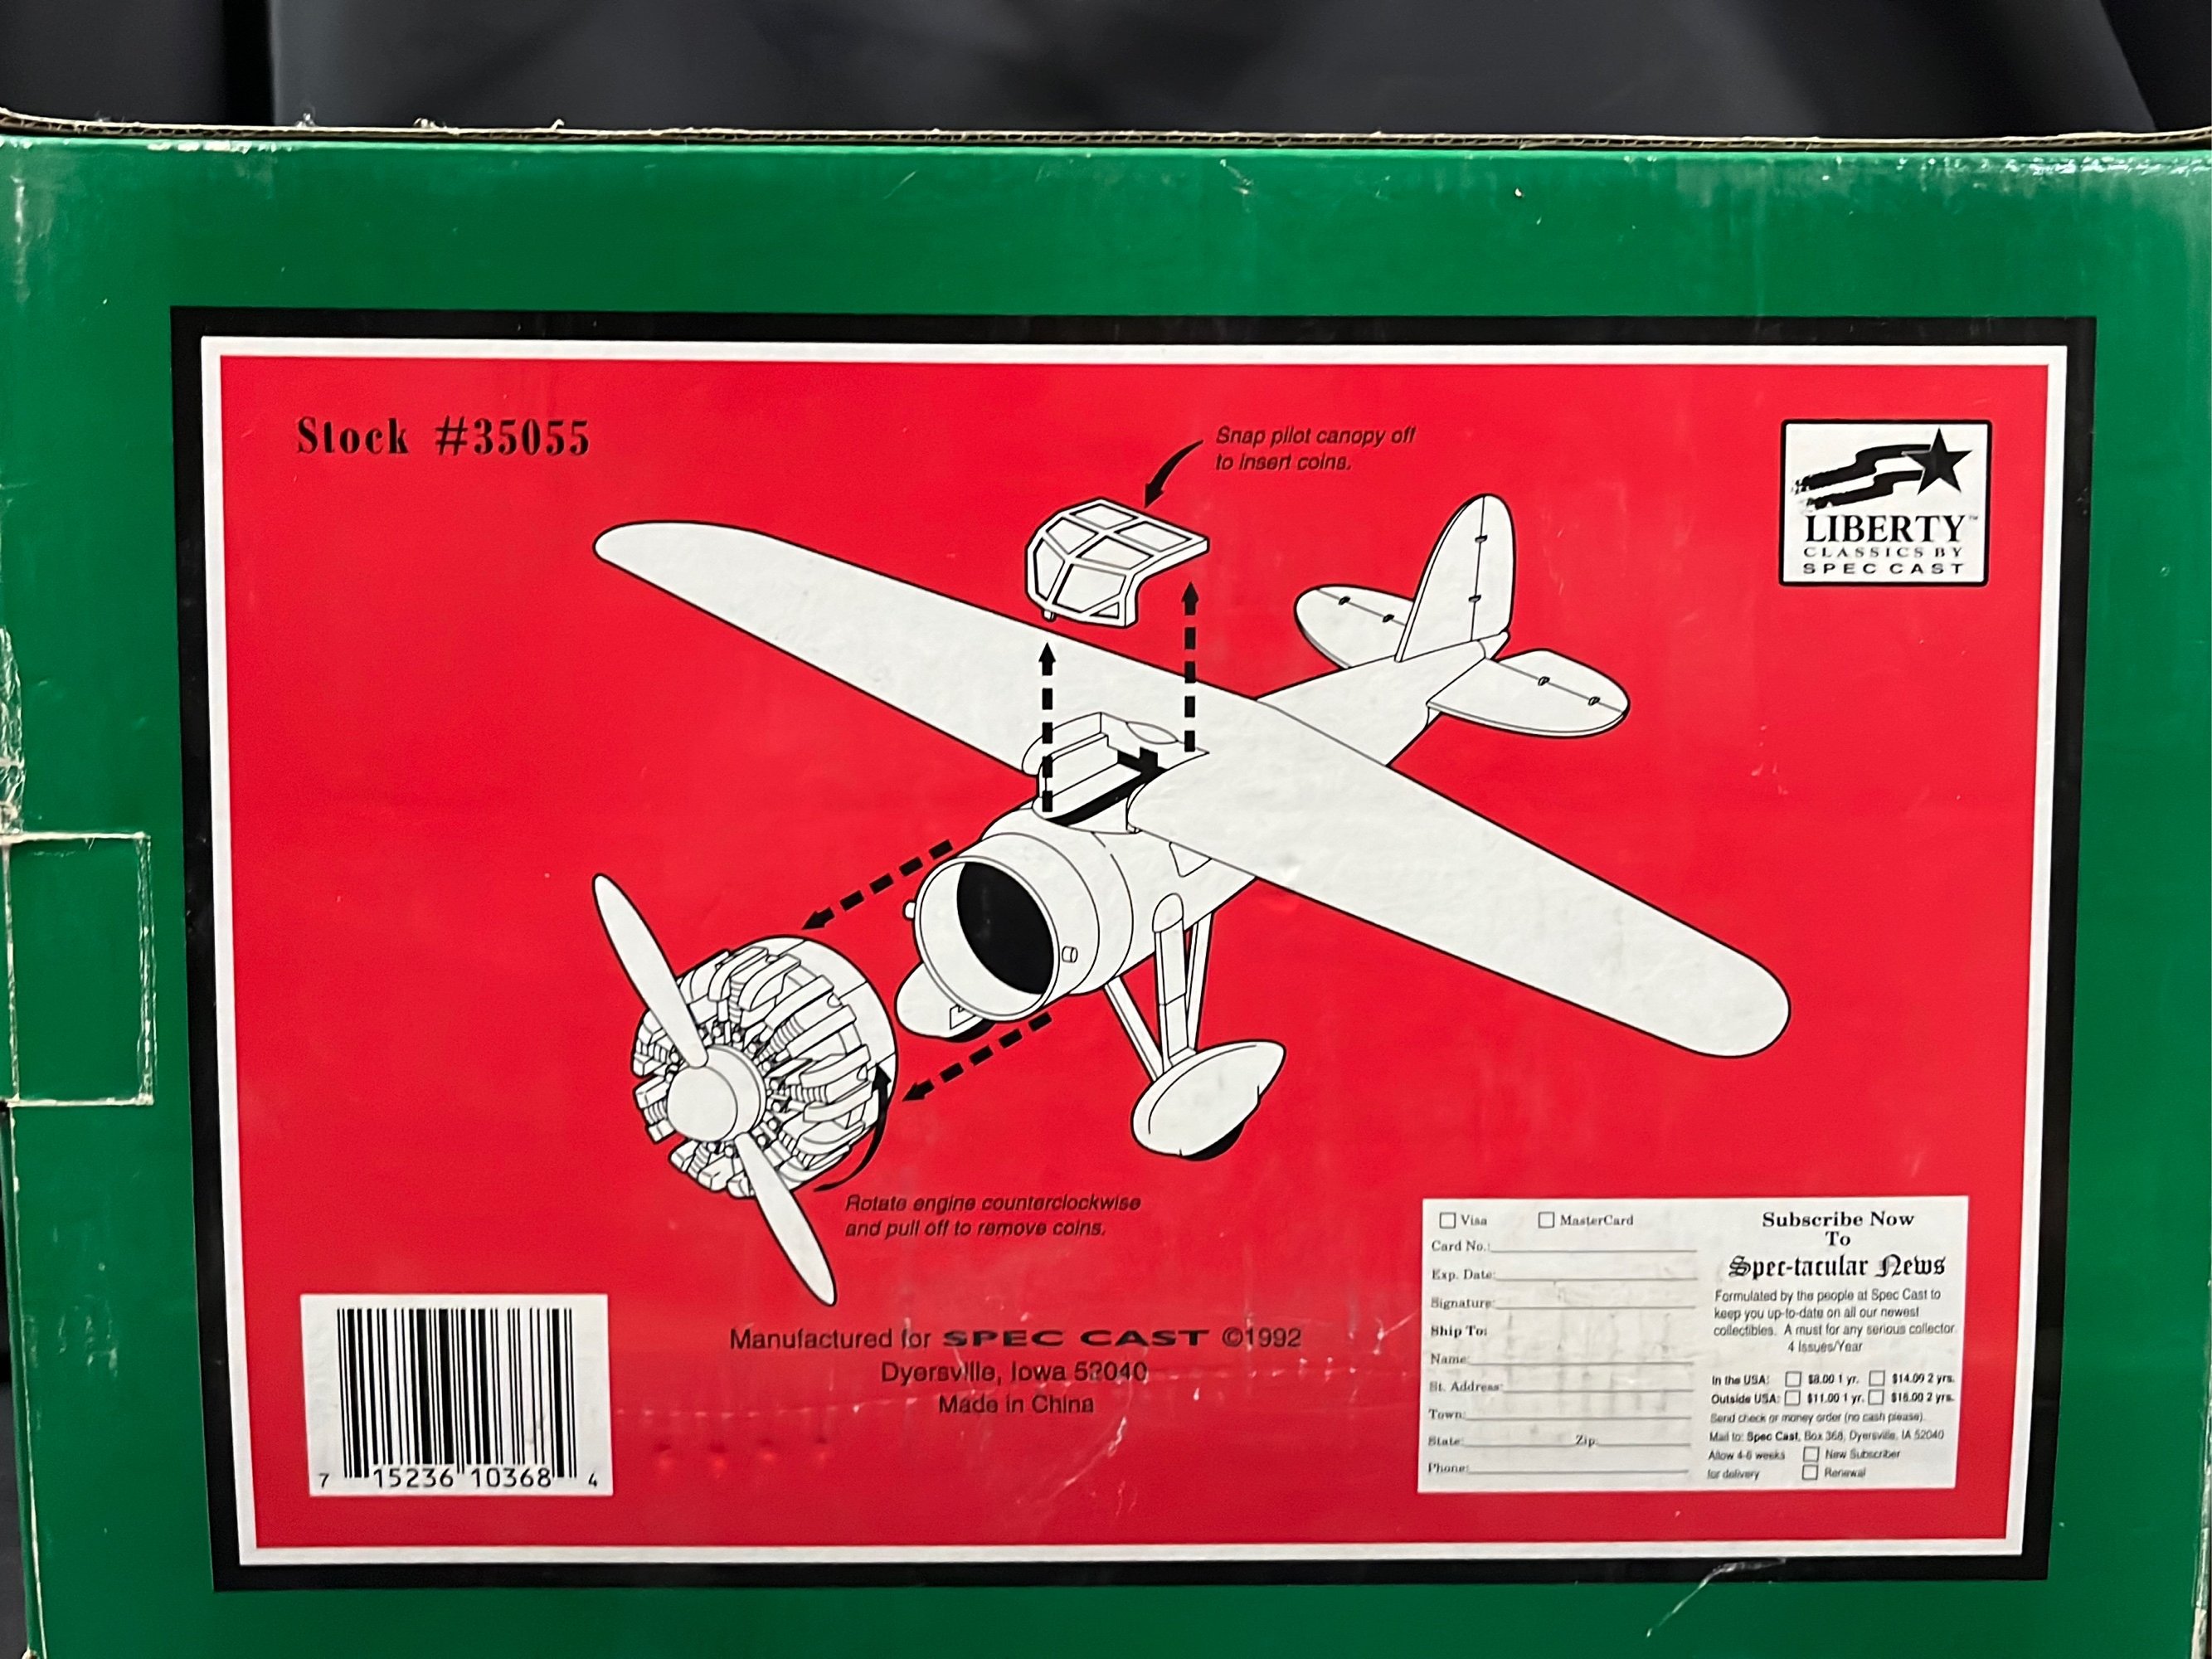 Stock #35055
Snap pilot canopy off
to insert coins.
LIBERTY™
CLASSICS BY
SPEC CAST
Rotate engine counterclockwise
and pull off to remove coins.
Manufactured for SPEC CAST ©1992
Dyersville, Iowa 52040
Made in China
7 15236 10368 4
Visa MasterCard
Card No.:
Exp. Date:
Signature:
Ship To:
Name:
St. Address:
Town:
State: Zip:
Phone:
Subscribe Now
To
Spec-tacular News
Formulated by the people at Spec Cast to
keep you up-to-date on all our newest
collectibles. A must for any serious collector.
4 Issues/Year
In the USA: $8.00 1 yr. $14.00 2 yrs.
Outside USA: $11.00 1 yr. $16.00 2 yrs.
Send check or money order (no cash please).
Mail to: Spec Cast, Box 368, Dyersville, IA 52040
Allow 4-6 weeks New Subscriber
for delivery Renewal